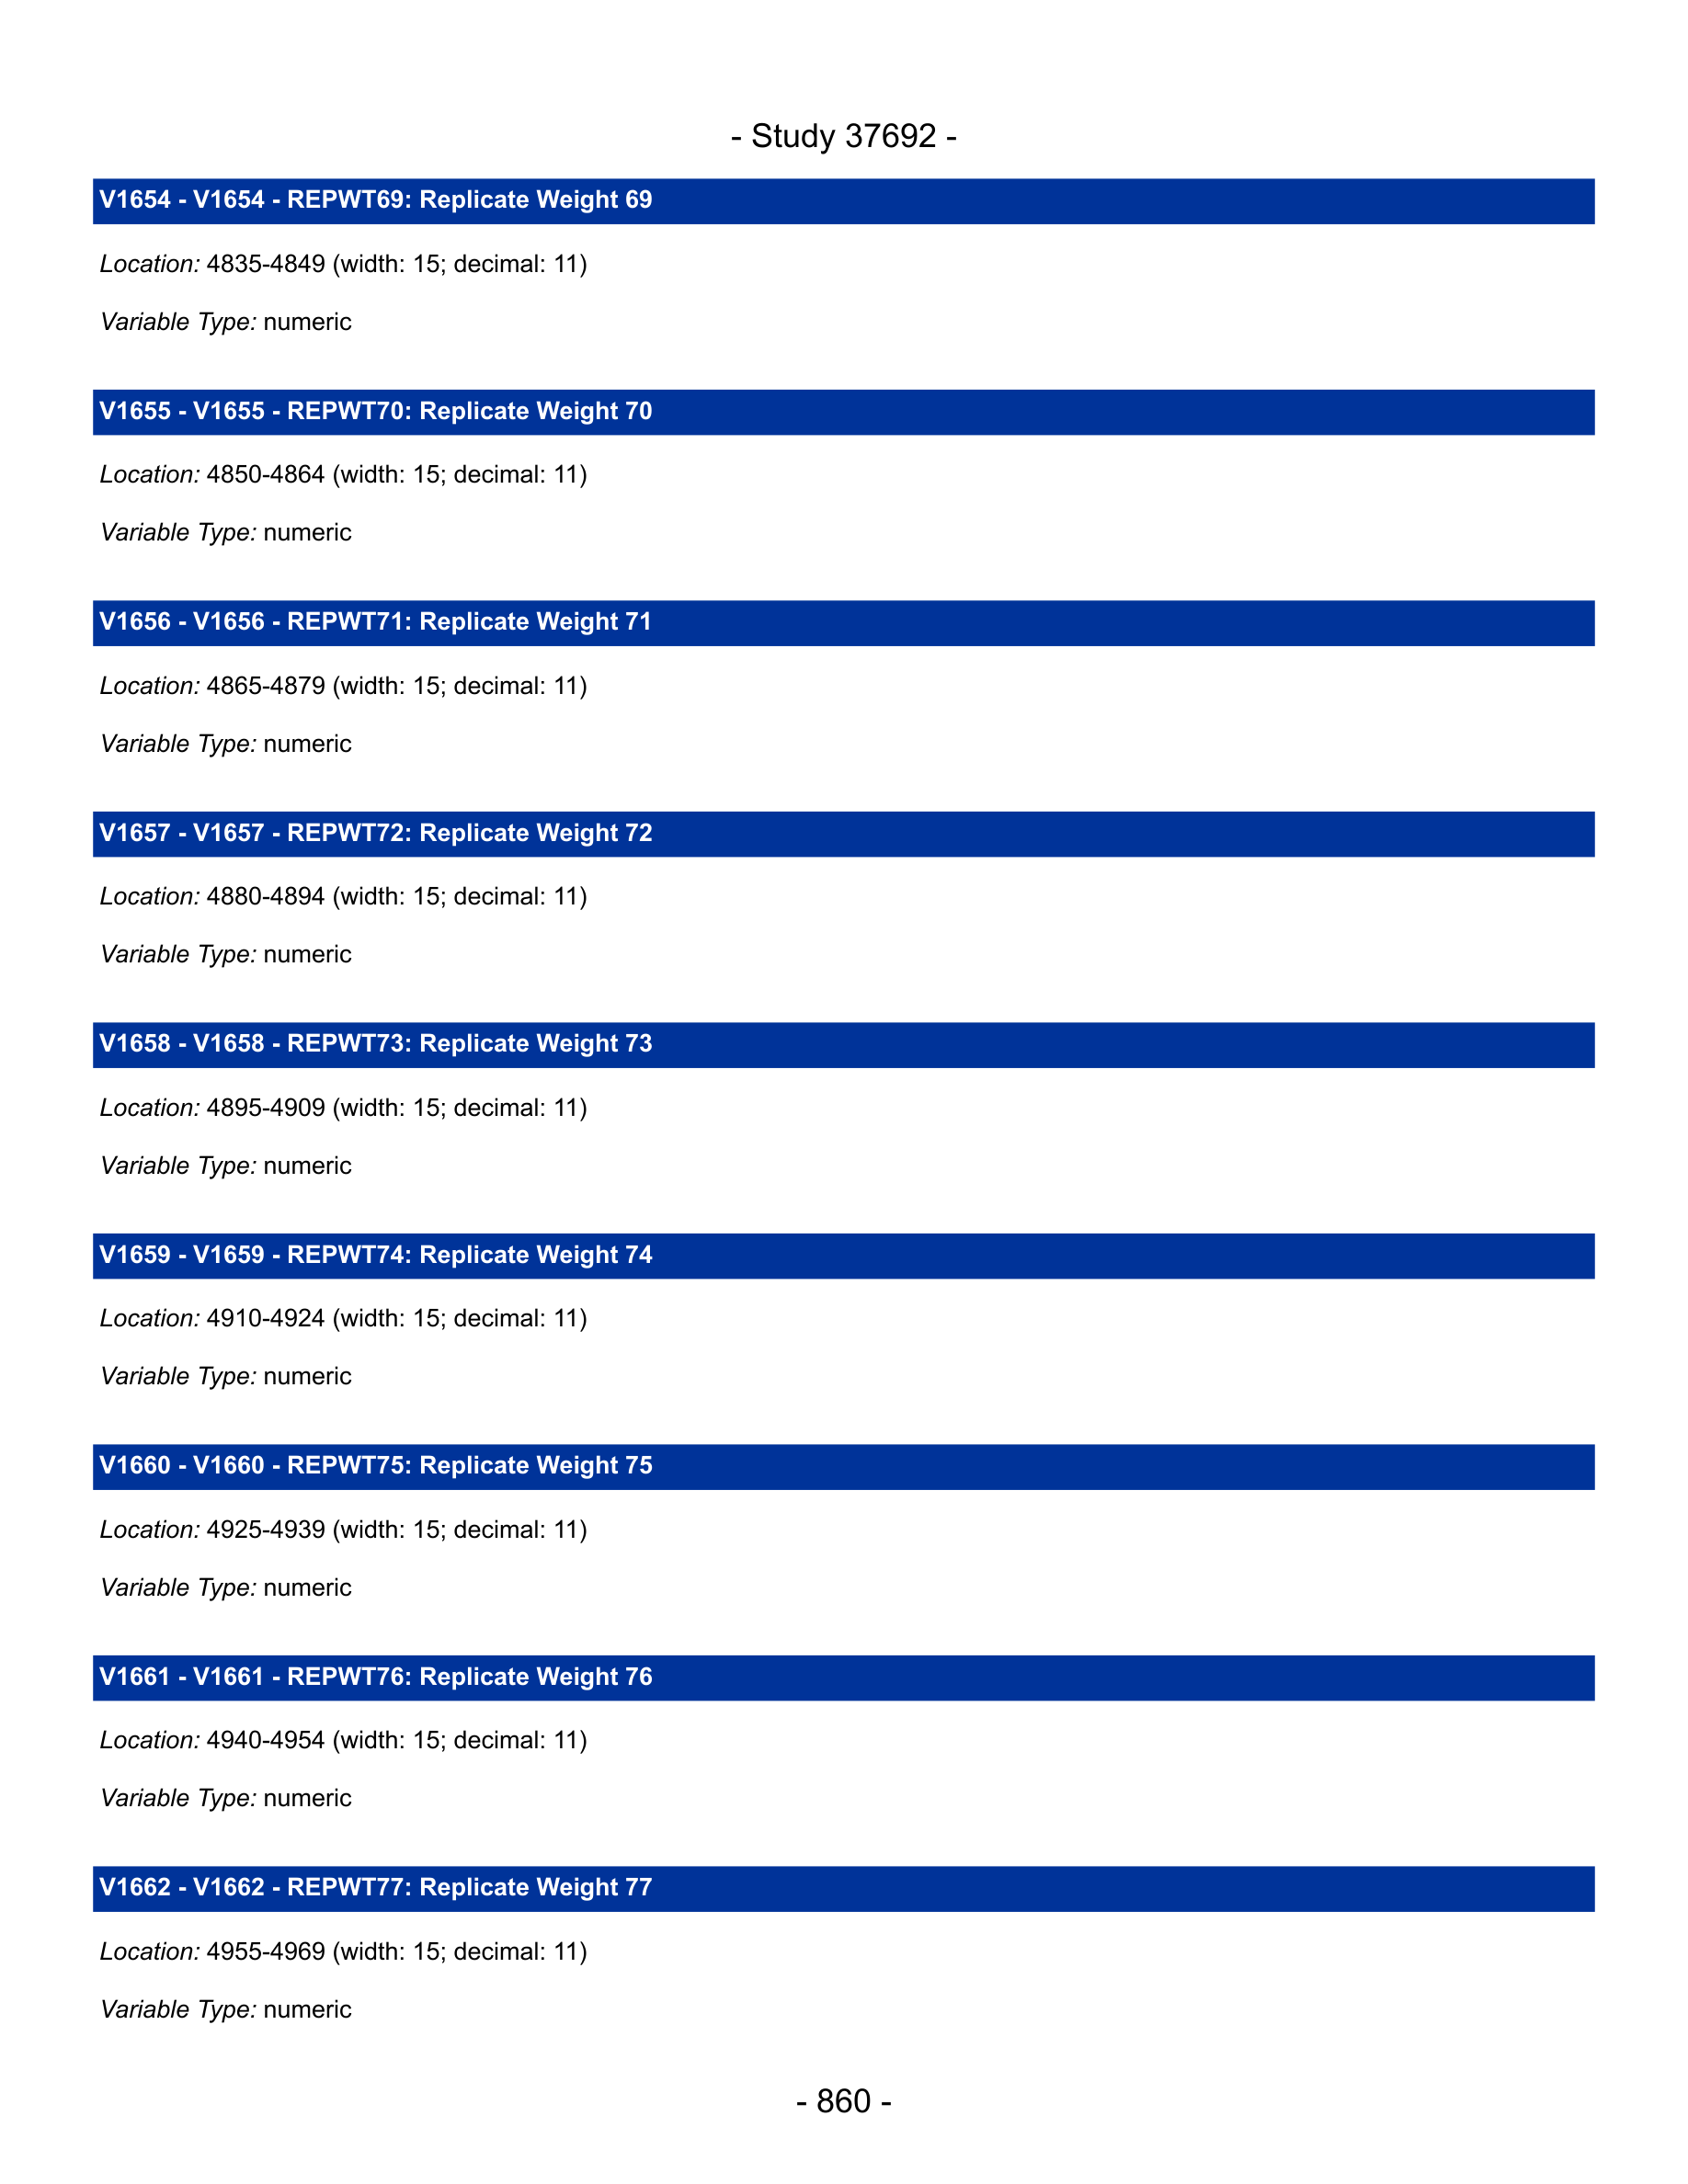 - Study 37692 -
V1654 - V1654 - REPWT69: Replicate Weight 69
Location: 4835-4849 (width: 15; decimal: 11)
Variable Type: numeric
V1655 - V1655 - REPWT70: Replicate Weight 70
Location: 4850-4864 (width: 15; decimal: 11)
Variable Type: numeric
V1656 - V1656 - REPWT71: Replicate Weight 71
Location: 4865-4879 (width: 15; decimal: 11)
Variable Type: numeric
V1657 - V1657 - REPWT72: Replicate Weight 72
Location: 4880-4894 (width: 15; decimal: 11)
Variable Type: numeric
V1658 - V1658 - REPWT73: Replicate Weight 73
Location: 4895-4909 (width: 15; decimal: 11)
Variable Type: numeric
V1659 - V1659 - REPWT74: Replicate Weight 74
Location: 4910-4924 (width: 15; decimal: 11)
Variable Type: numeric
V1660 - V1660 - REPWT75: Replicate Weight 75
Location: 4925-4939 (width: 15; decimal: 11)
Variable Type: numeric
V1661 - V1661 - REPWT76: Replicate Weight 76
Location: 4940-4954 (width: 15; decimal: 11)
Variable Type: numeric
V1662 - V1662 - REPWT77: Replicate Weight 77
Location: 4955-4969 (width: 15; decimal: 11)
Variable Type: numeric
- 860 -